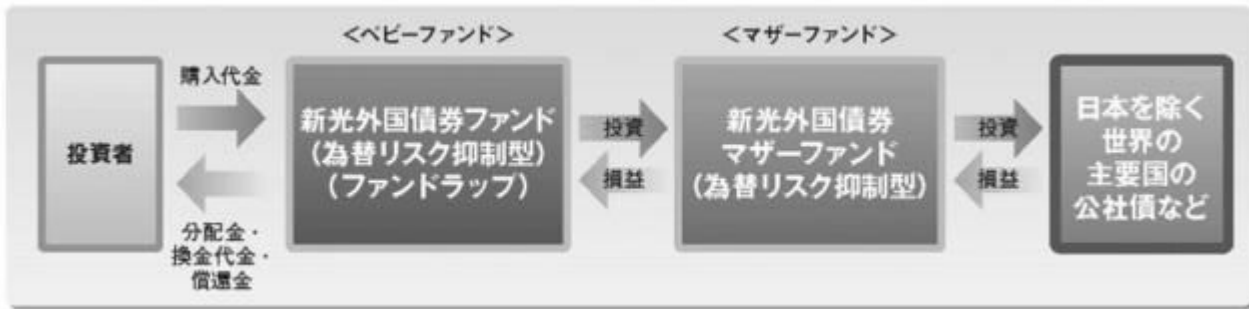 <ベビーファンド>
<マザーファンド>
投資者
購入代金
分配金・
換金代金・
償還金
新光外国債券ファンド
(為替リスク抑制型)
(ファンドラップ)
投資
損益
新光外国債券
マザーファンド
(為替リスク抑制型)
投資
損益
日本を除く
世界の
主要国の
公社債など